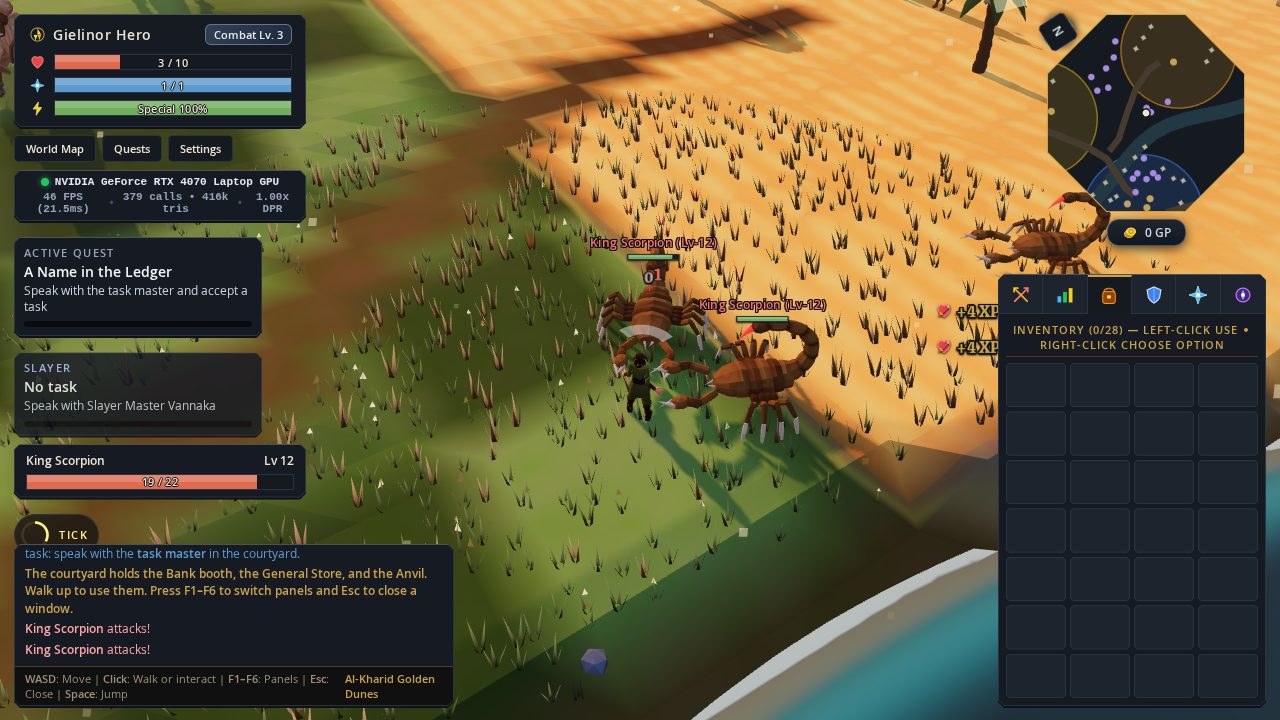 Gielinor Hero
Combat Lv. 3
3 / 10
1 / 1
Special 100%
World Map
Quests
Settings
NVIDIA GeForce RTX 4070 Laptop GPU
46 FPS (21.5ms) • 379 calls • 416k tris • 1.00x DPR
ACTIVE QUEST
A Name in the Ledger
Speak with the task master and accept a
task
SLAYER
No task
Speak with Slayer Master Vannaka
King Scorpion
Lv 12
19 / 22
TICK
task: speak with the task master in the courtyard.
The courtyard holds the Bank booth, the General Store, and the Anvil.
Walk up to use them. Press F1–F6 to switch panels and Esc to close a
window.
King Scorpion attacks!
King Scorpion attacks!
WASD: Move | Click: Walk or interact | F1–F6: Panels | Esc:
Close | Space: Jump
Al-Kharid Golden
Dunes
King Scorpion (Lv-12)
0
1
King Scorpion (Lv-12)
+4 XP
+4 XP
N
0 GP
INVENTORY (0/28) — LEFT-CLICK USE •
RIGHT-CLICK CHOOSE OPTION